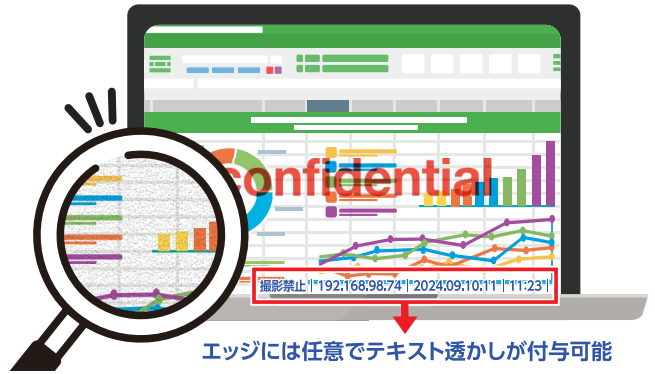 confidential
撮影禁止 | 192.168.98.74 | 2024.09.10.11 | 11:23 |
エッジには任意でテキスト透かしが付与可能